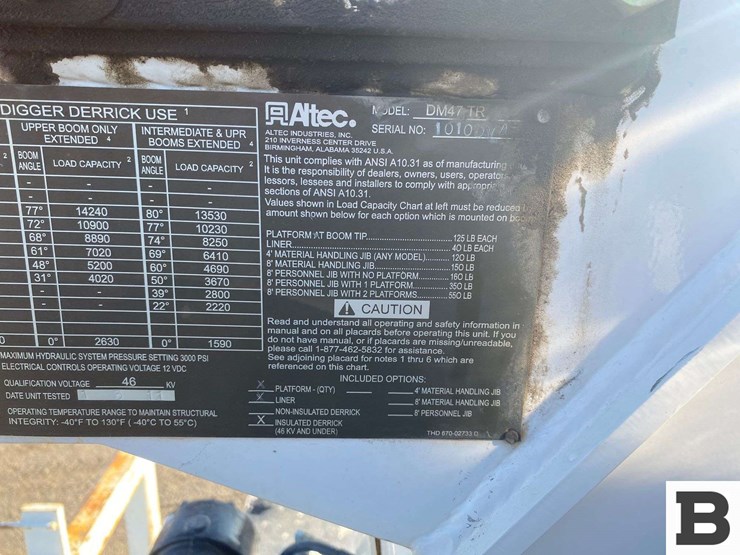 DIGGER DERRICK USE 1
UPPER BOOM ONLY EXTENDED 4
INTERMEDIATE & UPR BOOMS EXTENDED 4
2 BOOM ANGLE LOAD CAPACITY 2 BOOM ANGLE LOAD CAPACITY 2
- - - -
- - - -
77° 14240 80° 13530
72° 10900 77° 10230
68° 8890 74° 8250
61° 7020 69° 6410
48° 5200 60° 4690
31° 4020 50° 3670
39° 2800
22° 2220
0 0° 2630 0° 1590
MAXIMUM HYDRAULIC SYSTEM PRESSURE SETTING 3000 PSI
ELECTRICAL CONTROLS OPERATING VOLTAGE 12 VDC
QUALIFICATION VOLTAGE 46 KV
DATE UNIT TESTED
OPERATING TEMPERATURE RANGE TO MAINTAIN STRUCTURAL
INTEGRITY: -40°F TO 130°F (-40°C TO 55°C)
Altec.
MODEL: DM47 TR
SERIAL NO:
ALTEC INDUSTRIES, INC.
210 INVERNESS CENTER DRIVE
BIRMINGHAM, ALABAMA 35242 U.S.A.
This unit complies with ANSI A10.31 as of manufacturing
It is the responsibility of dealers, owners, users, operators,
lessors, lessees and installers to comply with appropri
sections of ANSI A10.31.
Values shown in Load Capacity Chart at left must be reduced by
amount shown below for each option which is mounted on boom
PLATFORM AT BOOM TIP 125 LB EACH
LINER 40 LB EACH
4' MATERIAL HANDLING JIB (ANY MODEL) 120 LB
8' MATERIAL HANDLING JIB 150 LB
8' PERSONNEL JIB WITH NO PLATFORM 160 LB
8' PERSONNEL JIB WITH 1 PLATFORM 350 LB
8' PERSONNEL JIB WITH 2 PLATFORMS 550 LB
CAUTION
Read and understand all operating and safety information in
manual and on all placards before operating this unit. If you
do not have manual, or if placards are missing/unreadable,
please call 1-877-462-5832 for assistance.
See adjoining placard for notes 1 thru 6 which are
referenced on this chart.
INCLUDED OPTIONS:
X PLATFORM - (QTY) 4' MATERIAL HANDLING JIB
X LINER 8' MATERIAL HANDLING JIB
NON-INSULATED DERRICK 8' PERSONNEL JIB
X INSULATED DERRICK
(46 KV AND UNDER)
THD 670-02733 D
B